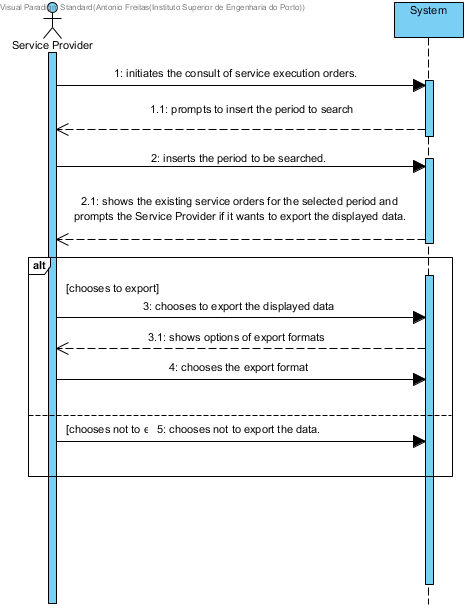 Visual Paradigm Standard(Antonio Freitas(Instituto Superior de Engenharia do Porto))
System
Service Provider
1: initiates the consult of service execution orders.
1.1: prompts to insert the period to search
2: inserts the period to be searched.
2.1: shows the existing service orders for the selected period and
prompts the Service Provider if it wants to export the displayed data.
alt
[chooses to export]
3: chooses to export the displayed data
3.1: shows options of export formats
4: chooses the export format
[chooses not to
5: chooses not to export the data.